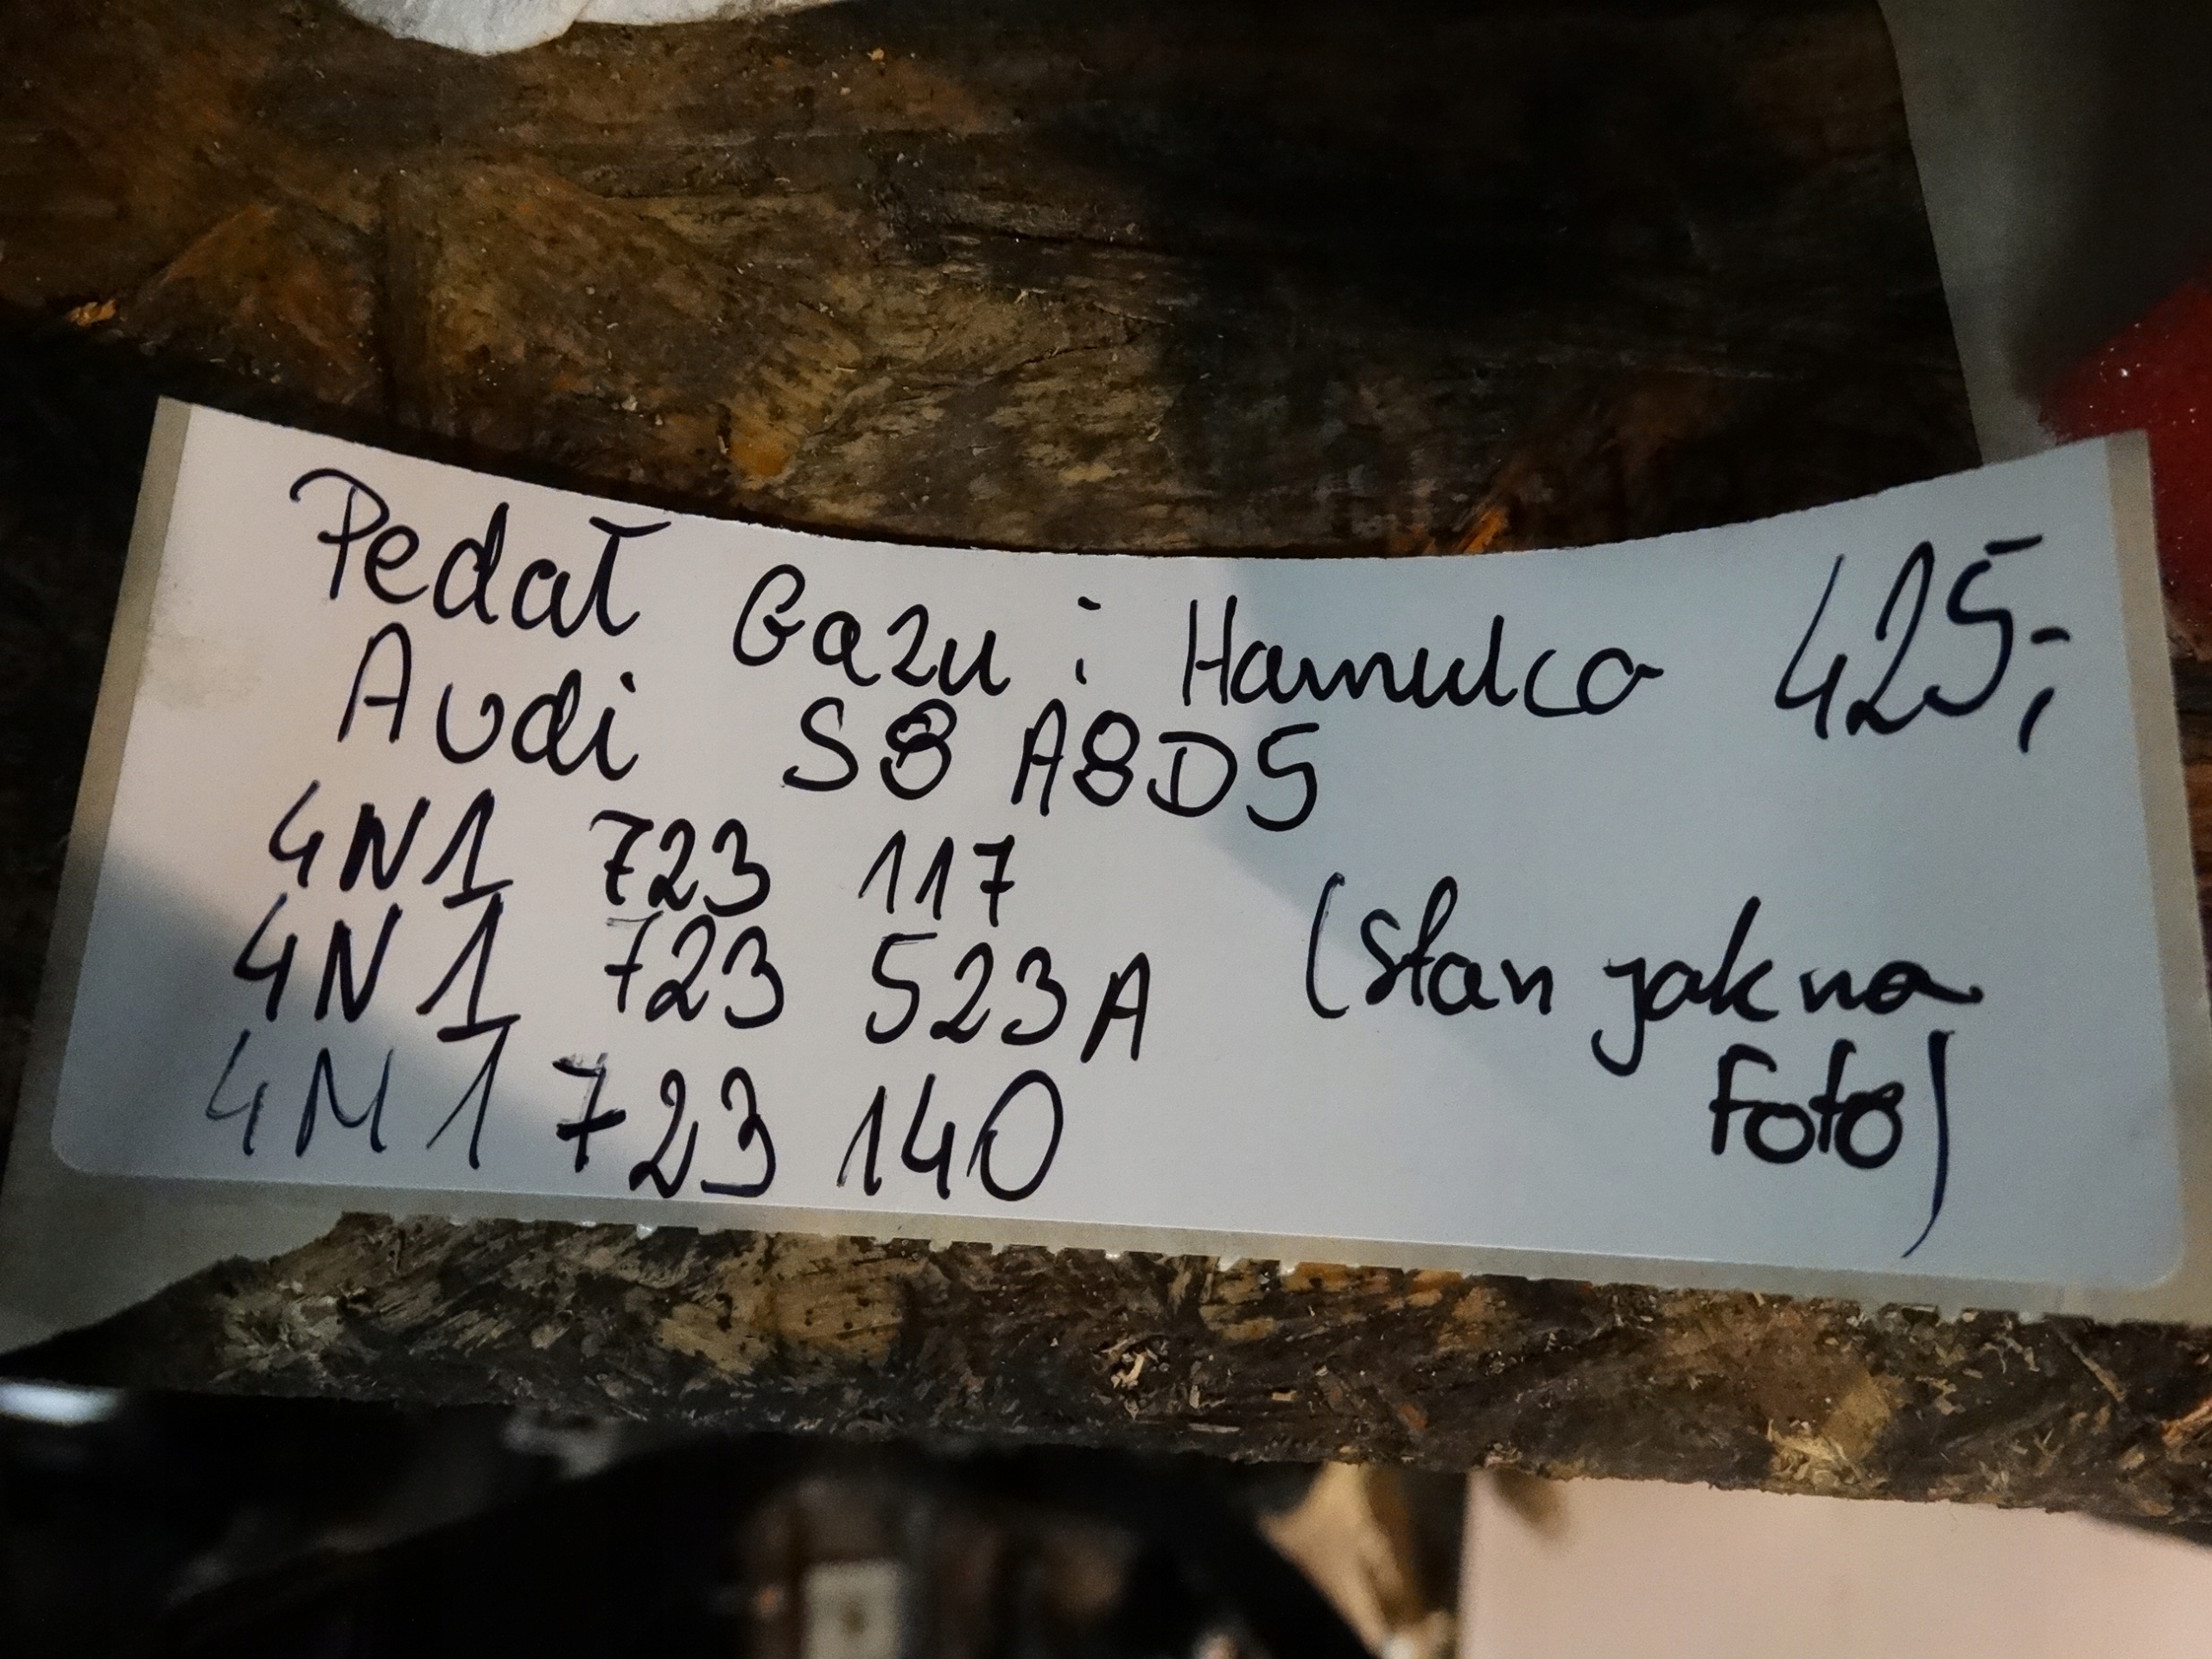 Pedał Gazu i Hamulca 425,-
Audi S8 A8D5
4N1 723 117
4N1 723 523A
4M1 723 140
(stan jak na
foto)